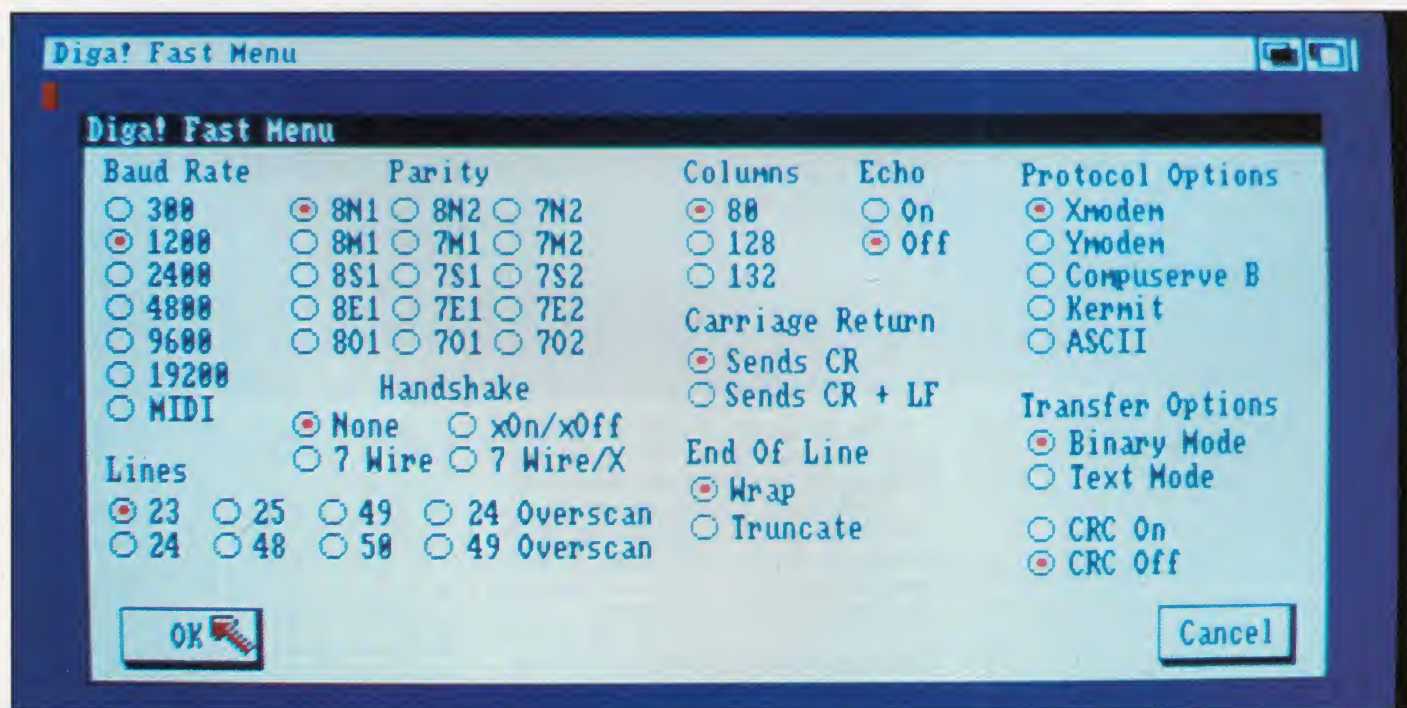 Diga! Fast Menu
Diga! Fast Menu
Baud Rate
300
1200
2400
4800
9600
19200
MIDI
Parity
8N1 8N2 7N2
8M1 7M1 7M2
8S1 7S1 7S2
8E1 7E1 7E2
8O1 7O1 7O2
Handshake
None xOn/xOff
7 Wire 7 Wire/X
Lines
23 25 49 24 Overscan
24 48 50 49 Overscan
Columns
80
128
132
Echo
On
Off
Carriage Return
Sends CR
Sends CR + LF
End Of Line
Wrap
Truncate
Protocol Options
Xmodem
Ymodem
Compuserve B
Kermit
ASCII
Transfer Options
Binary Mode
Text Mode
CRC On
CRC Off
OK
Cancel